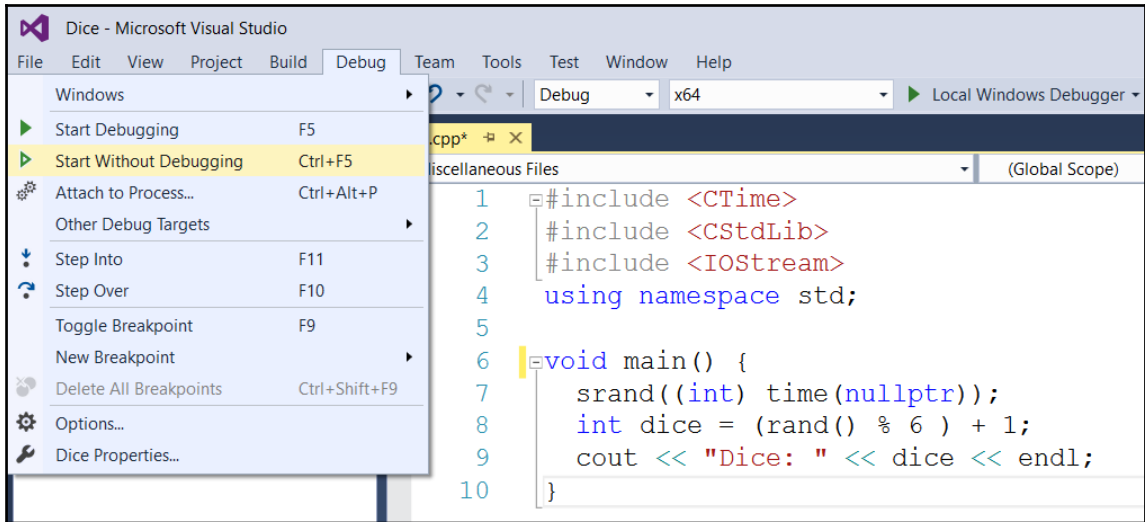 Dice - Microsoft Visual Studio
File Edit View Project Build Debug Team Tools Test Window Help
Debug x64 Local Windows Debugger
Windows
Start Debugging F5
Start Without Debugging Ctrl+F5
Attach to Process... Ctrl+Alt+P
Other Debug Targets
Step Into F11
Step Over F10
Toggle Breakpoint F9
New Breakpoint
Delete All Breakpoints Ctrl+Shift+F9
Options...
Dice Properties...
.cpp*
iscellaneous Files (Global Scope)
1 #include <CTime>
2 #include <CStdLib>
3 #include <IOStream>
4 using namespace std;
5
6 void main() {
7 srand((int) time(nullptr));
8 int dice = (rand() % 6 ) + 1;
9 cout << "Dice: " << dice << endl;
10 }